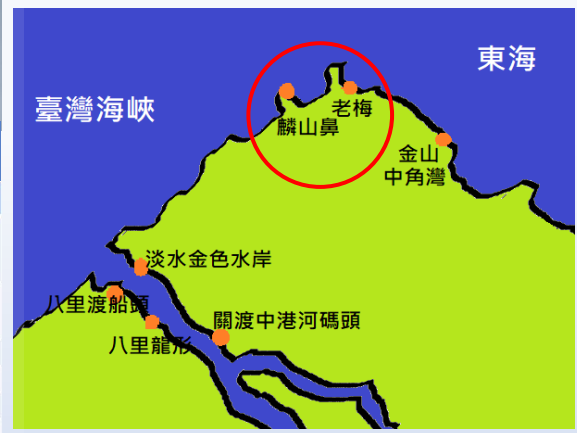 東海
臺灣海峽
老梅
麟山鼻
金山
中角灣
淡水金色水岸
八里渡船頭
關渡中港河碼頭
八里龍形